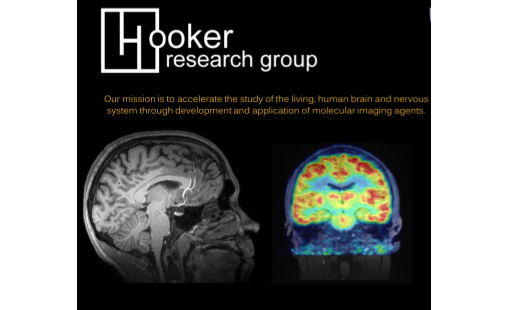 Hooker
research group
Our mission is to accelerate the study of the living, human brain and nervous
system through development and application of molecular imaging agents.